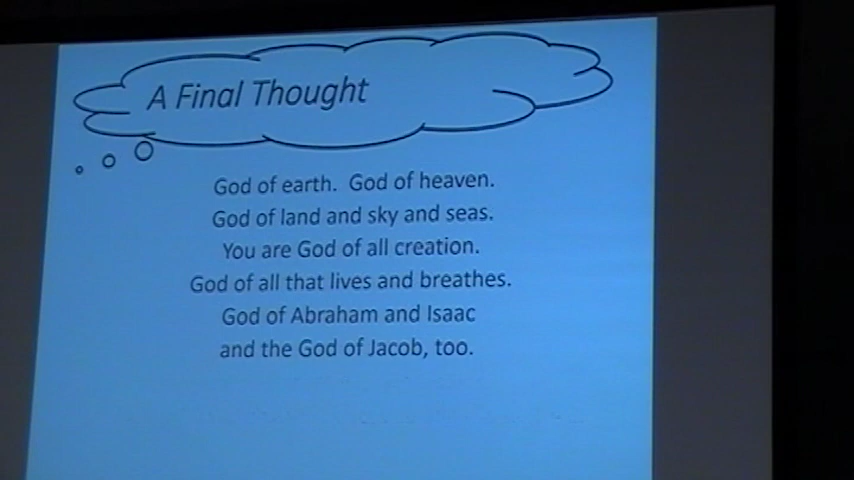 A Final Thought
God of earth.  God of heaven.
God of land and sky and seas.
You are God of all creation.
God of all that lives and breathes.
God of Abraham and Isaac
and the God of Jacob, too.